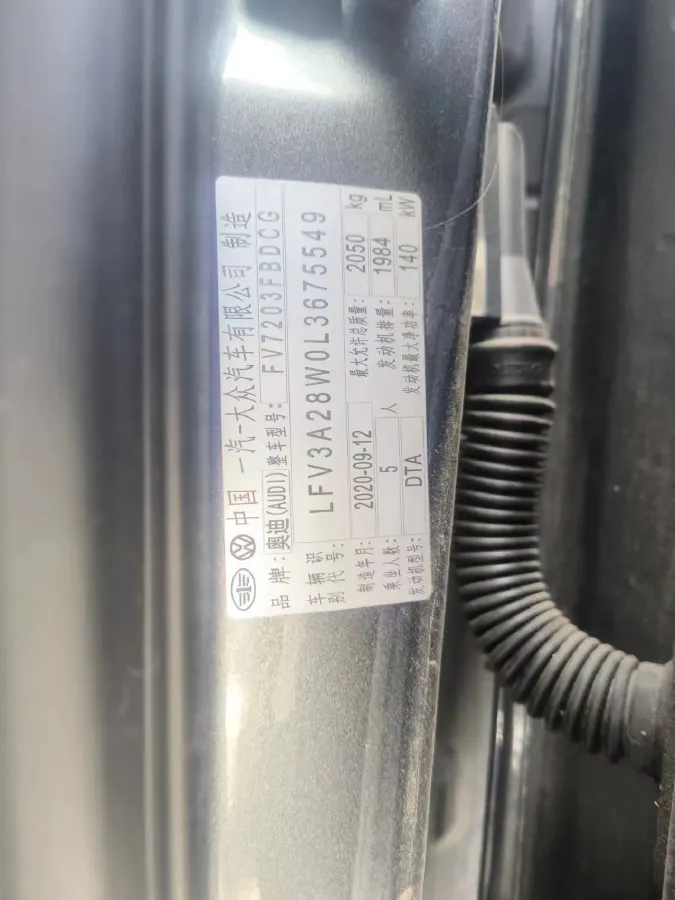 中国 一汽-大众汽车有限公司 制造
品牌:奥迪(AUDI) 整车型号: FV7203FBDCG
车辆识别代号: LFV3A28W0L3675549
制造年月: 2020-09-12 最大允许总质量: 2050 kg
乘坐人数: 5 人 发动机排量: 1984 mL
发动机型号: DTA 发动机最大净功率: 140 kW